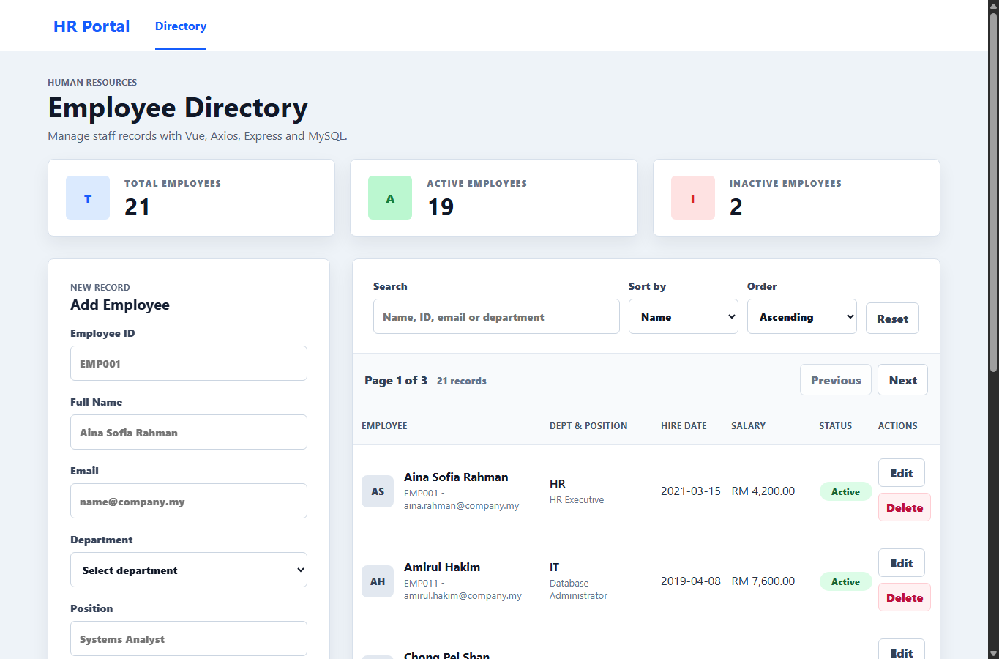 HR Portal
Directory
HUMAN RESOURCES
Employee Directory
Manage staff records with Vue, Axios, Express and MySQL.
T
TOTAL EMPLOYEES
21
A
ACTIVE EMPLOYEES
19
I
INACTIVE EMPLOYEES
2
NEW RECORD
Add Employee
Employee ID
EMP001
Full Name
Aina Sofia Rahman
Email
name@company.my
Department
Select department
Position
Systems Analyst
Search
Name, ID, email or department
Sort by
Name
Order
Ascending
Reset
Page 1 of 3
21 records
Previous
Next
EMPLOYEE
DEPT & POSITION
HIRE DATE
SALARY
STATUS
ACTIONS
AS
Aina Sofia Rahman
EMP001 -
aina.rahman@company.my
HR
HR Executive
2021-03-15
RM 4,200.00
Active
Edit
Delete
AH
Amirul Hakim
EMP011 -
amirul.hakim@company.my
IT
Database
Administrator
2019-04-08
RM 7,600.00
Active
Edit
Delete
Chong Pei Shan
Edit